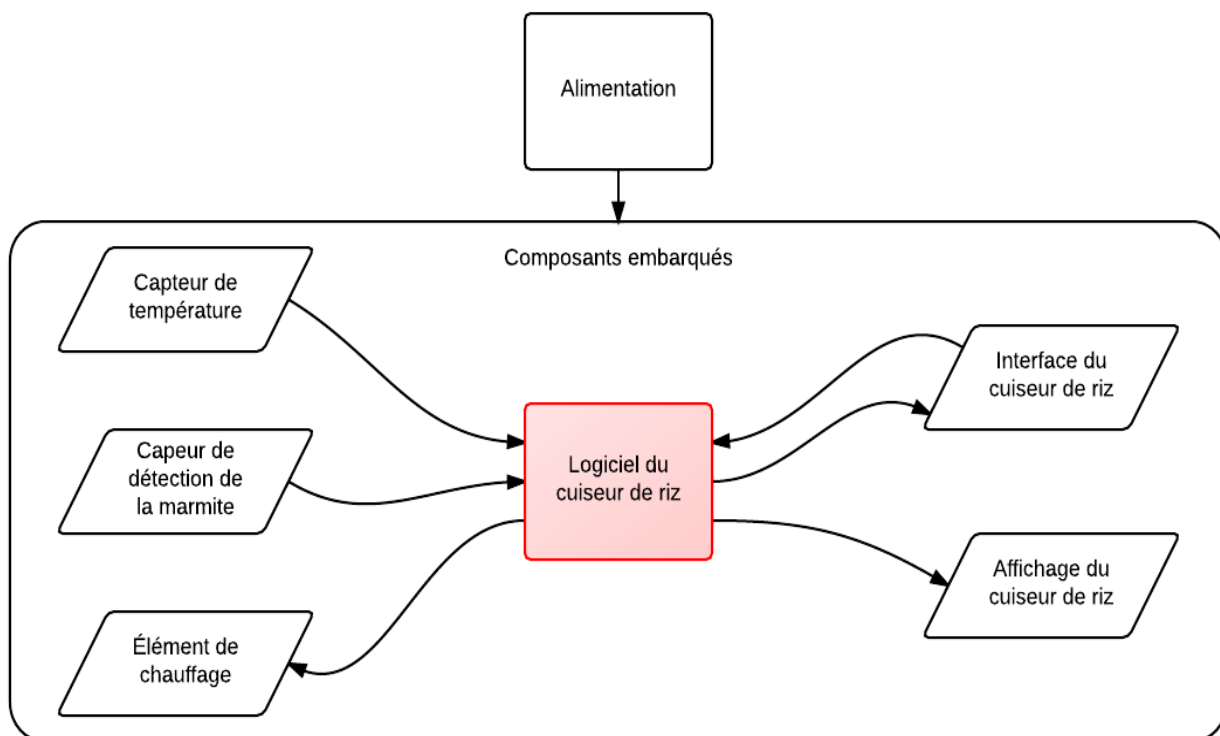 Alimentation
Composants embarqués
Capteur de
température
Interface du
cuiseur de riz
Capeur de
détection de
la marmite
Logiciel du
cuiseur de riz
Affichage du
cuiseur de riz
Élément de
chauffage